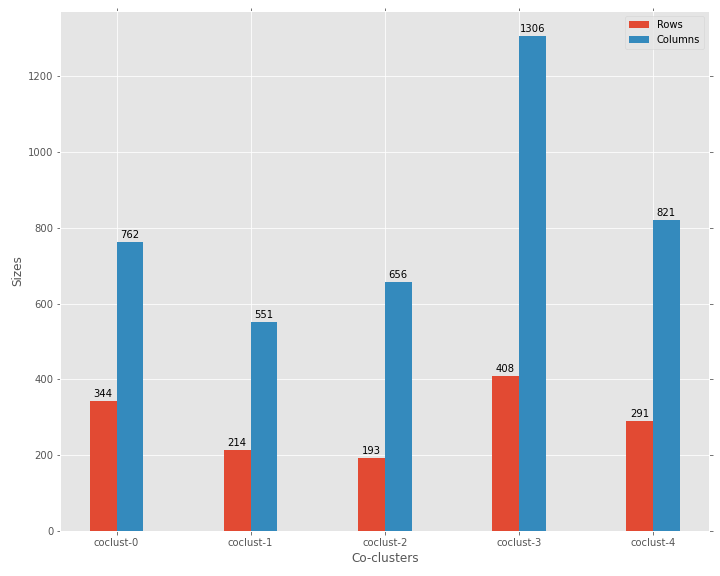 Rows
Columns
1306
1200
1000
800
600
400
200
0
Sizes
344
762
214
551
193
656
408
291
821
coclust-0
coclust-1
coclust-2
coclust-3
coclust-4
Co-clusters